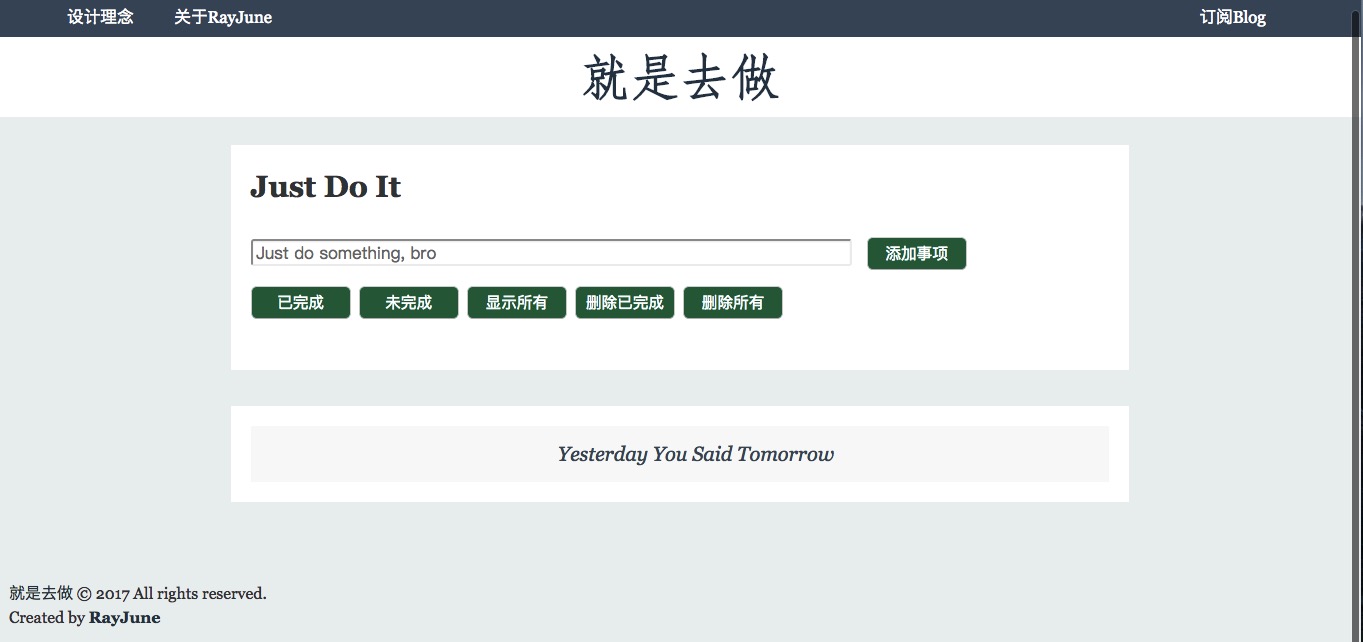 设计理念 关于RayJune 订阅Blog
就是去做
Just Do It
Just do something, bro 添加事项
已完成 未完成 显示所有 删除已完成 删除所有
Yesterday You Said Tomorrow
就是去做 © 2017 All rights reserved.
Created by RayJune